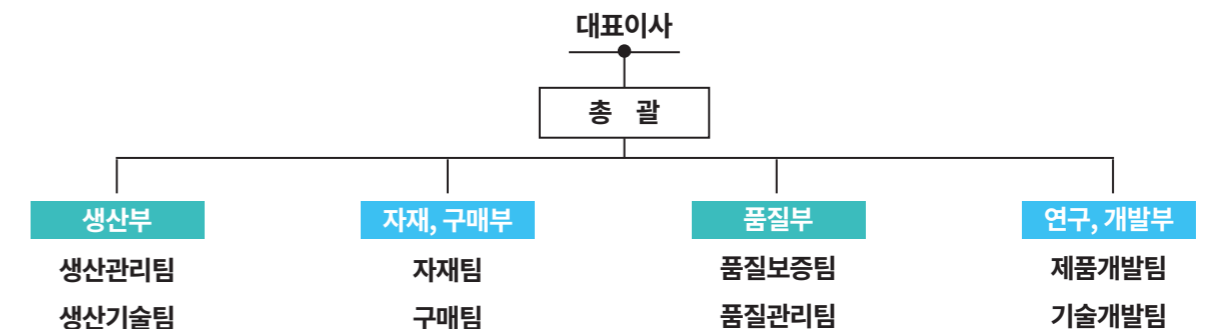 대표이사
총 괄
생산부 자재, 구매부 품질부 연구, 개발부
생산관리팀 자재팀 품질보증팀 제품개발팀
생산기술팀 구매팀 품질관리팀 기술개발팀